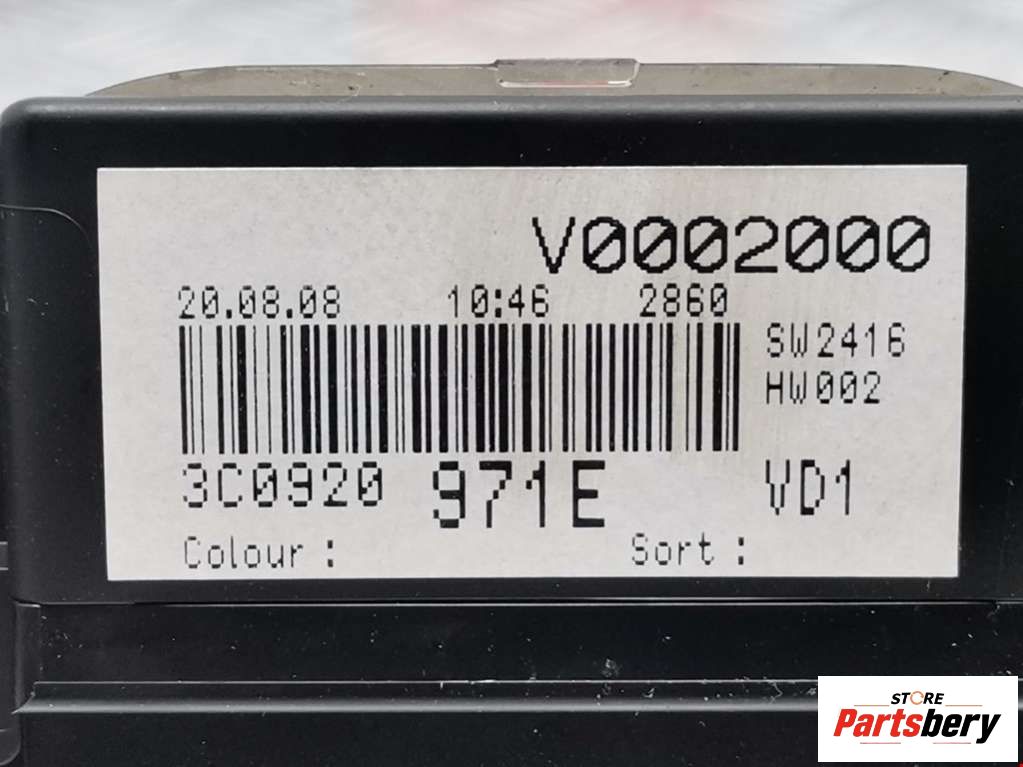 V0002000
20.08.08 10:46 2860
SW2416
HW002
3C0920 971E VD1
Colour : Sort :
STORE
Partsbery